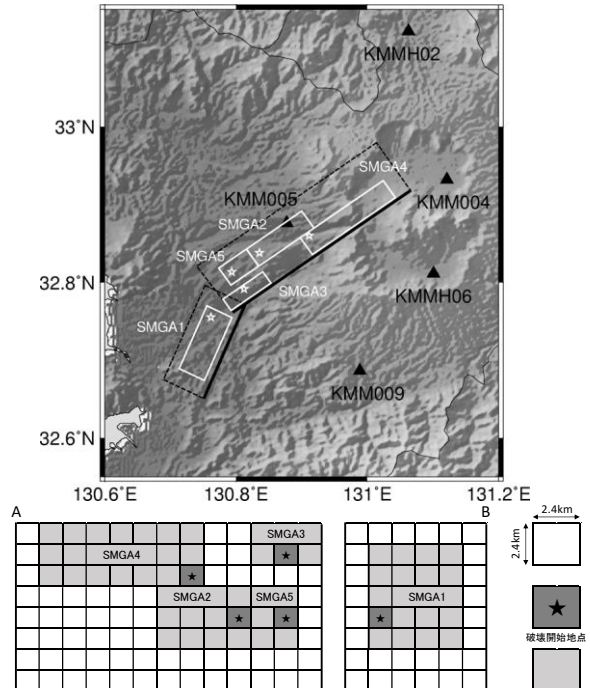 KMMH02
33°N
SMGA4
KMM005
KMM004
SMGA2
SMGA5
32.8°N
KMMH06
SMGA3
SMGA1
KMM009
32.6°N
130.6°E 130.8°E 131°E 131.2°E
A B
2.4km
2.4km
SMGA3
SMGA4
SMGA2 SMGA5 SMGA1
破壊開始地点